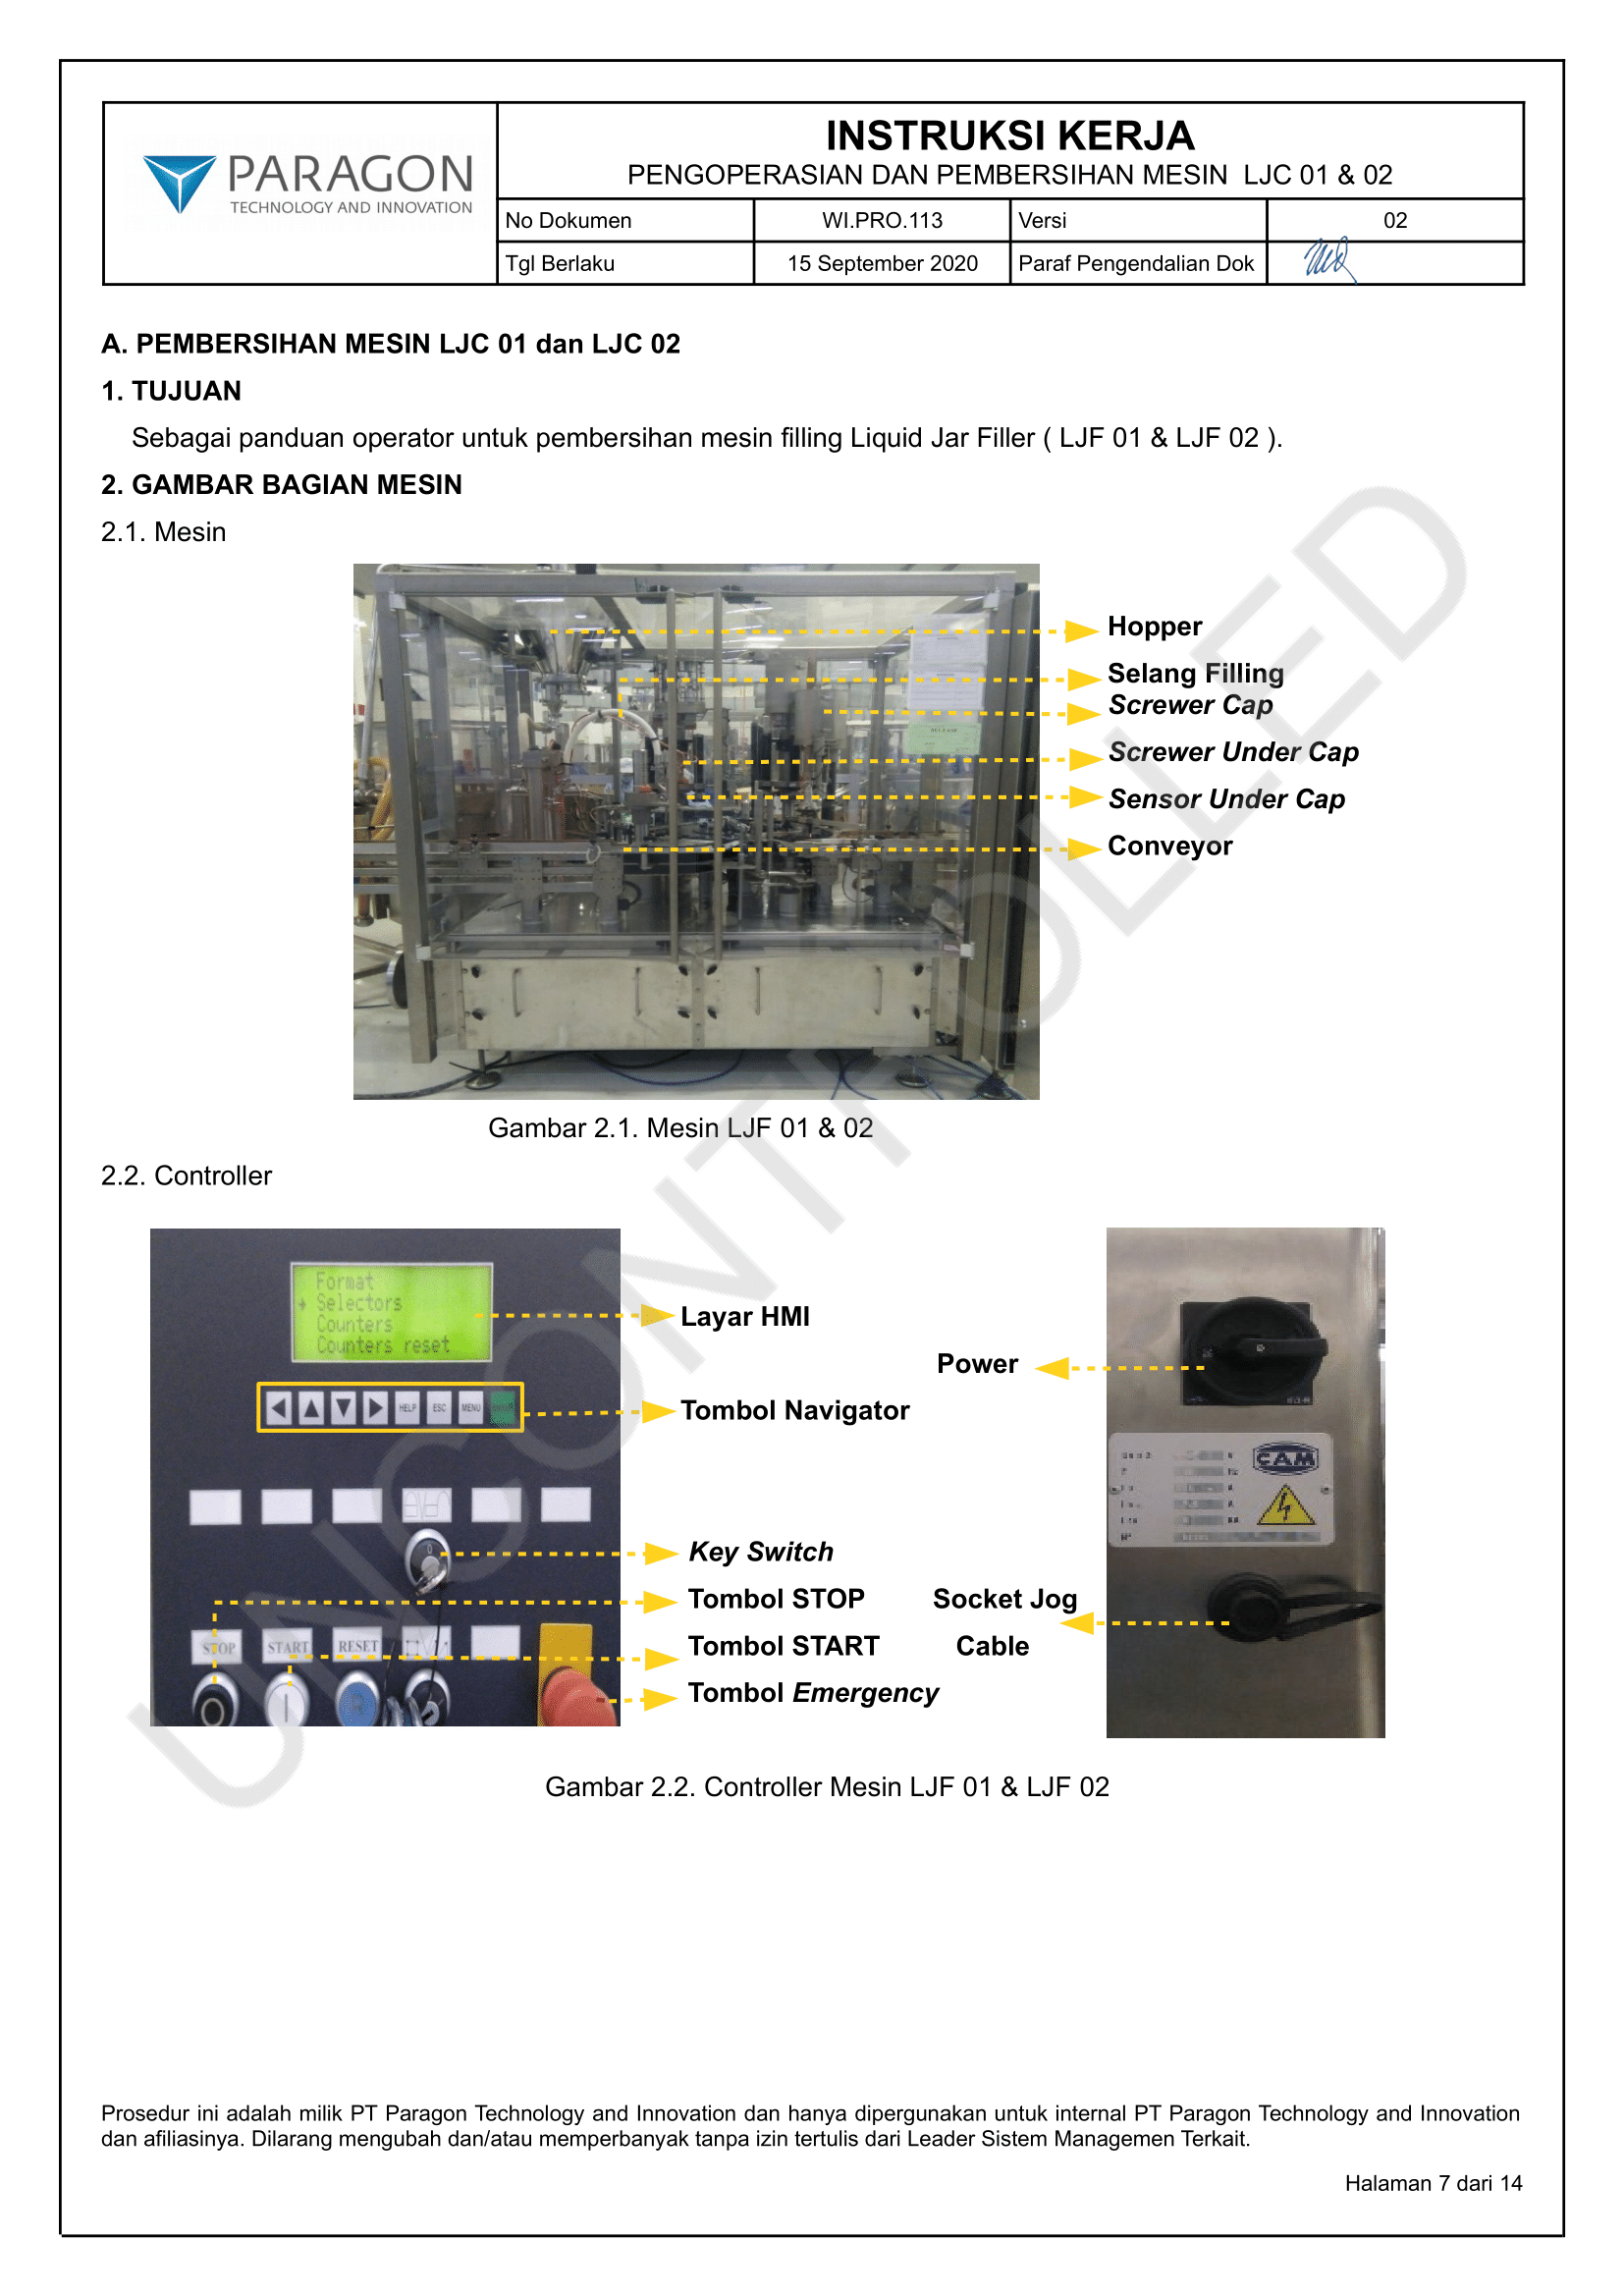 PARAGON
TECHNOLOGY AND INNOVATION
INSTRUKSI KERJA
PENGOPERASIAN DAN PEMBERSIHAN MESIN LJC 01 & 02
No Dokumen WI.PRO.113 Versi 02
Tgl Berlaku 15 September 2020 Paraf Pengendalian Dok
A. PEMBERSIHAN MESIN LJC 01 dan LJC 02
1. TUJUAN
Sebagai panduan operator untuk pembersihan mesin filling Liquid Jar Filler ( LJF 01 & LJF 02 ).
2. GAMBAR BAGIAN MESIN
2.1. Mesin
Hopper
Selang Filling
Screwer Cap
Screwer Under Cap
Sensor Under Cap
Conveyor
Gambar 2.1. Mesin LJF 01 & 02
2.2. Controller
Format
Selectors
Counters
Counters reset
Layar HMI
Power
HELP ESC MENU
Tombol Navigator
CAM
Key Switch
Tombol STOP
Socket Jog
Cable
STOP START RESET
Tombol START
Tombol Emergency
Gambar 2.2. Controller Mesin LJF 01 & LJF 02
UNCONTROLLED
Prosedur ini adalah milik PT Paragon Technology and Innovation dan hanya dipergunakan untuk internal PT Paragon Technology and Innovation
dan afiliasinya. Dilarang mengubah dan/atau memperbanyak tanpa izin tertulis dari Leader Sistem Managemen Terkait.
Halaman 7 dari 14